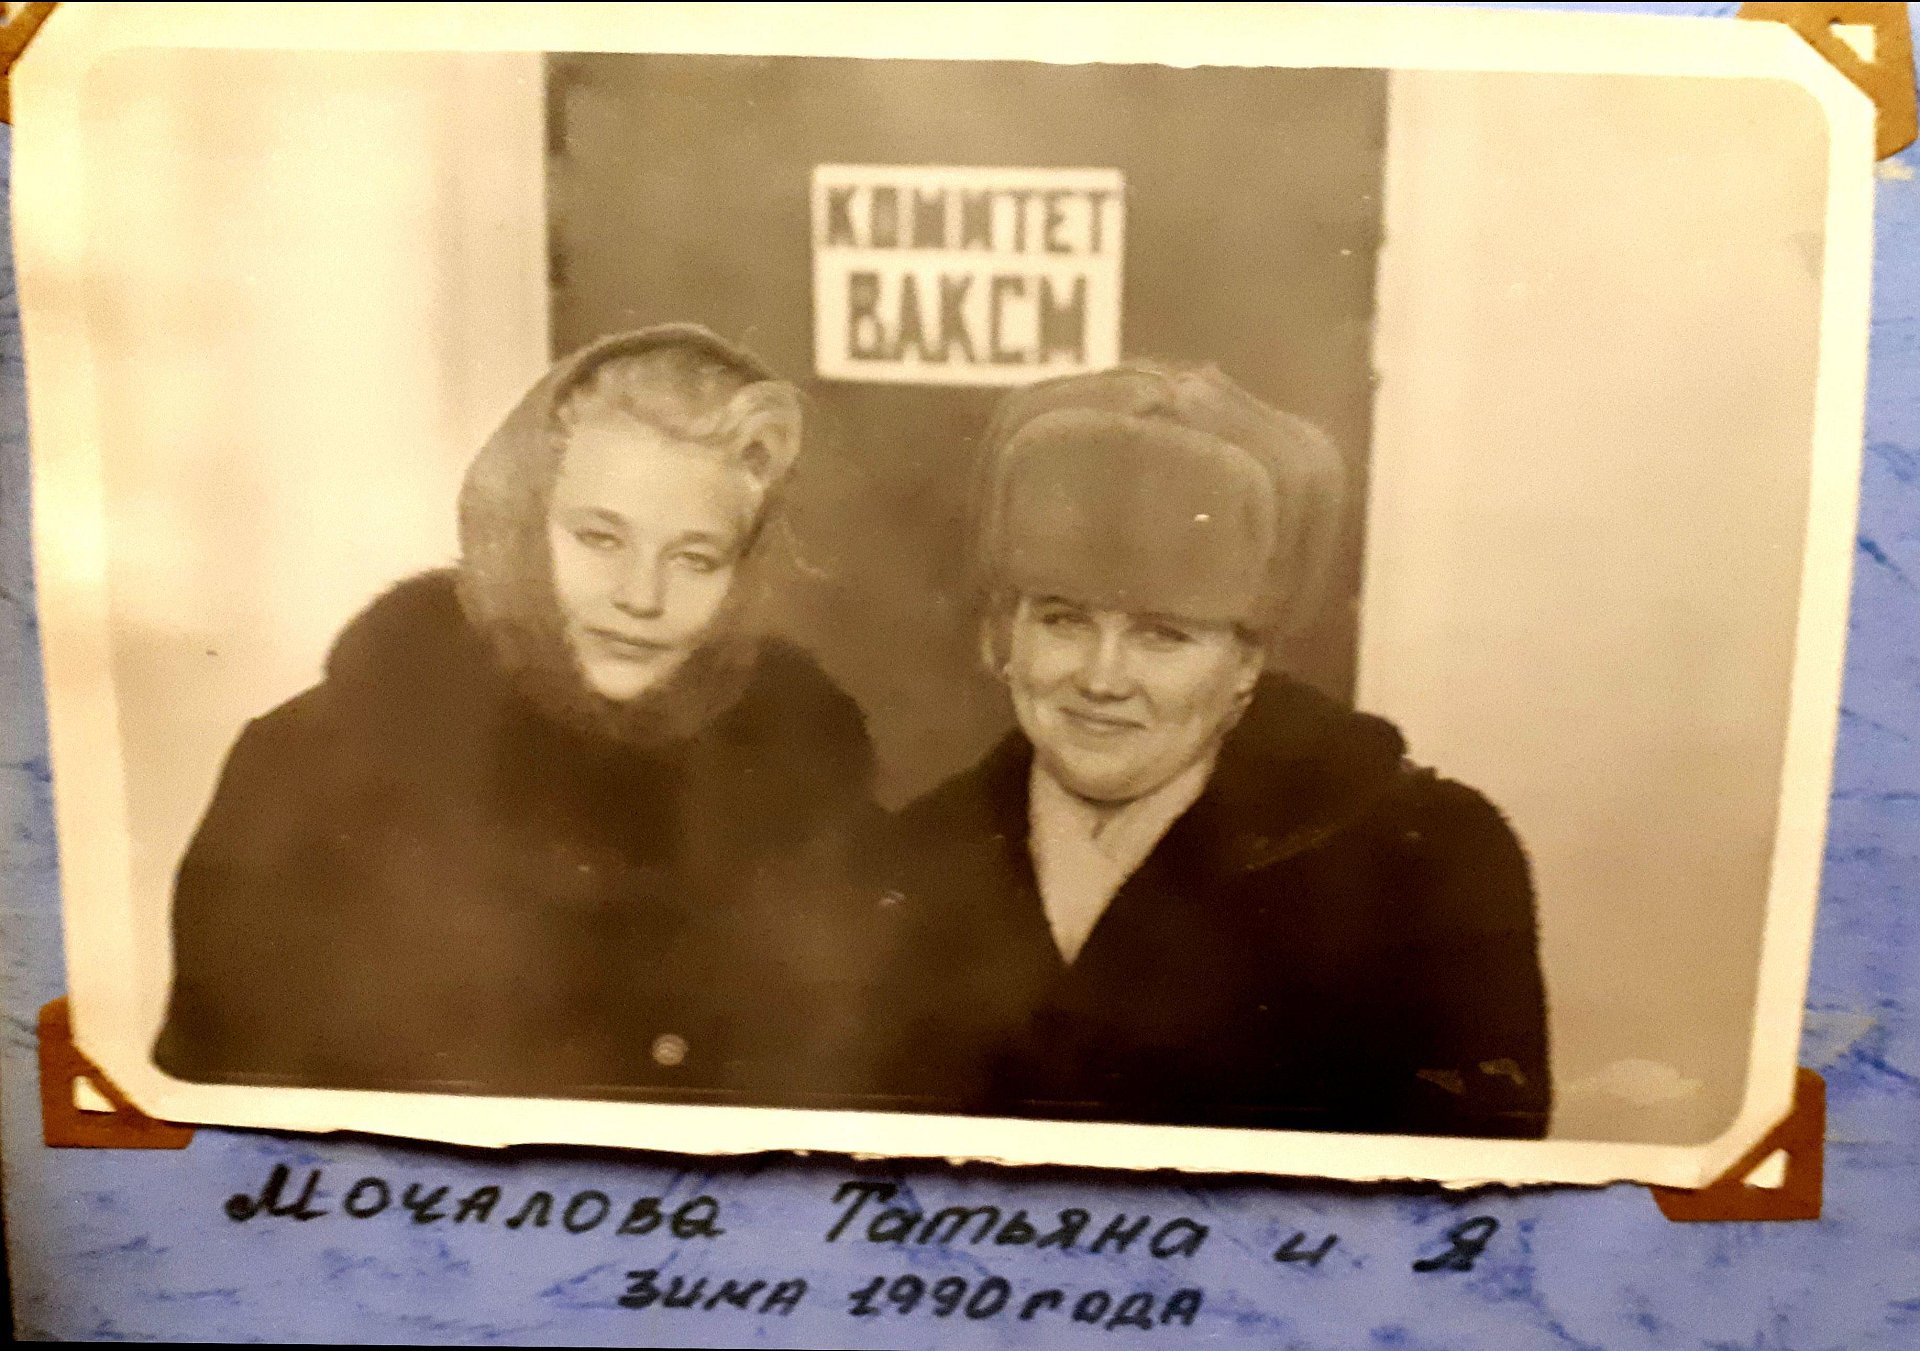 КОМИТЕТ
ВЛКСМ
Мочалова Татьяна и Я
зима 1990 года